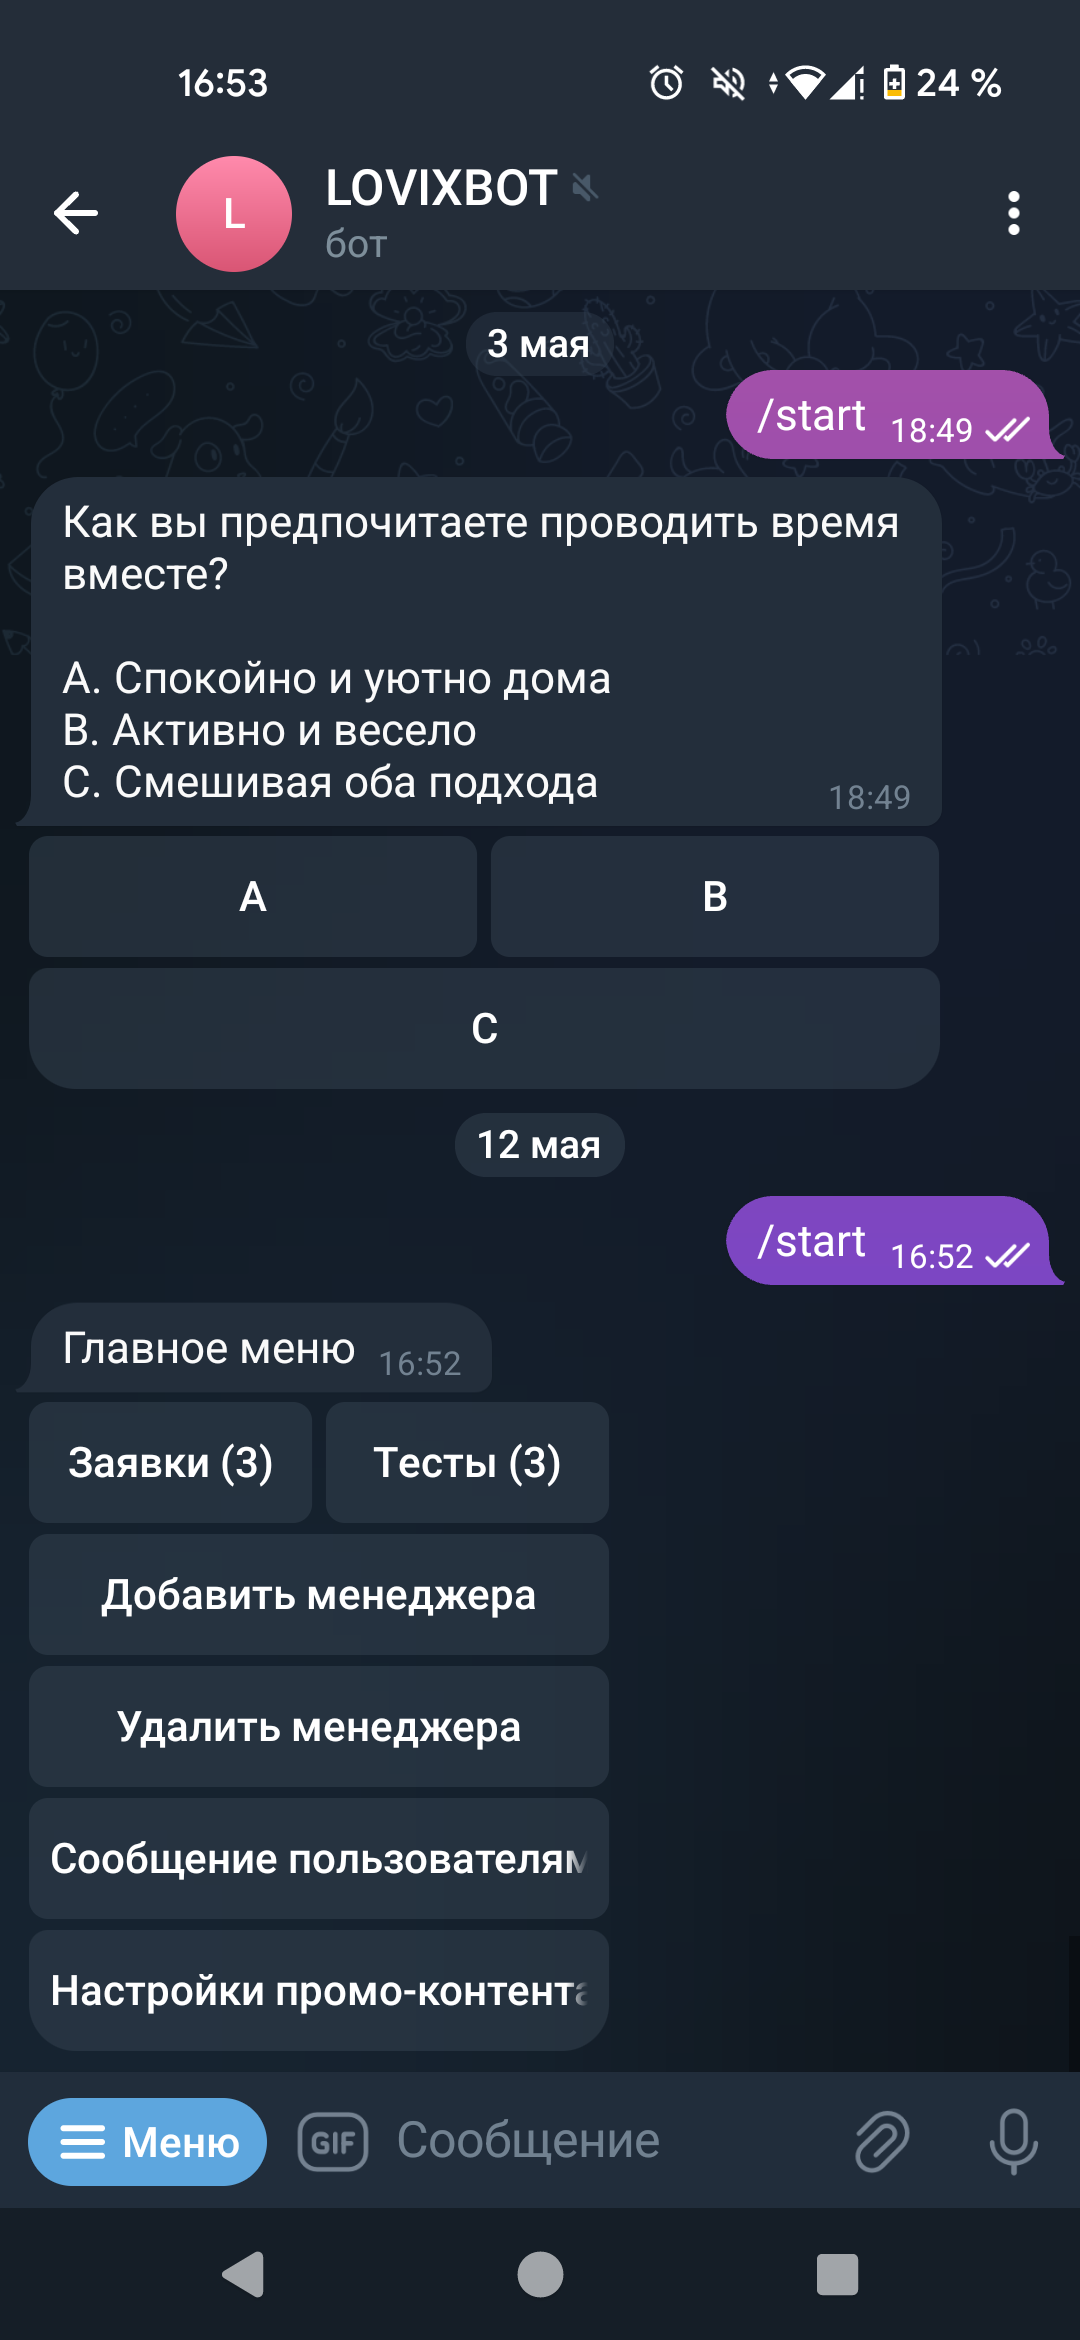 16:53
24 %
L
LOVIXBOT
бот
3 мая
/start 18:49
Как вы предпочитаете проводить время
вместе?
A. Спокойно и уютно дома
B. Активно и весело
C. Смешивая оба подхода
18:49
A B
C
12 мая
/start 16:52
Главное меню 16:52
Заявки (3) Тесты (3)
Добавить менеджера
Удалить менеджера
Сообщение пользователям
Настройки промо-контента
Меню GIF Сообщение